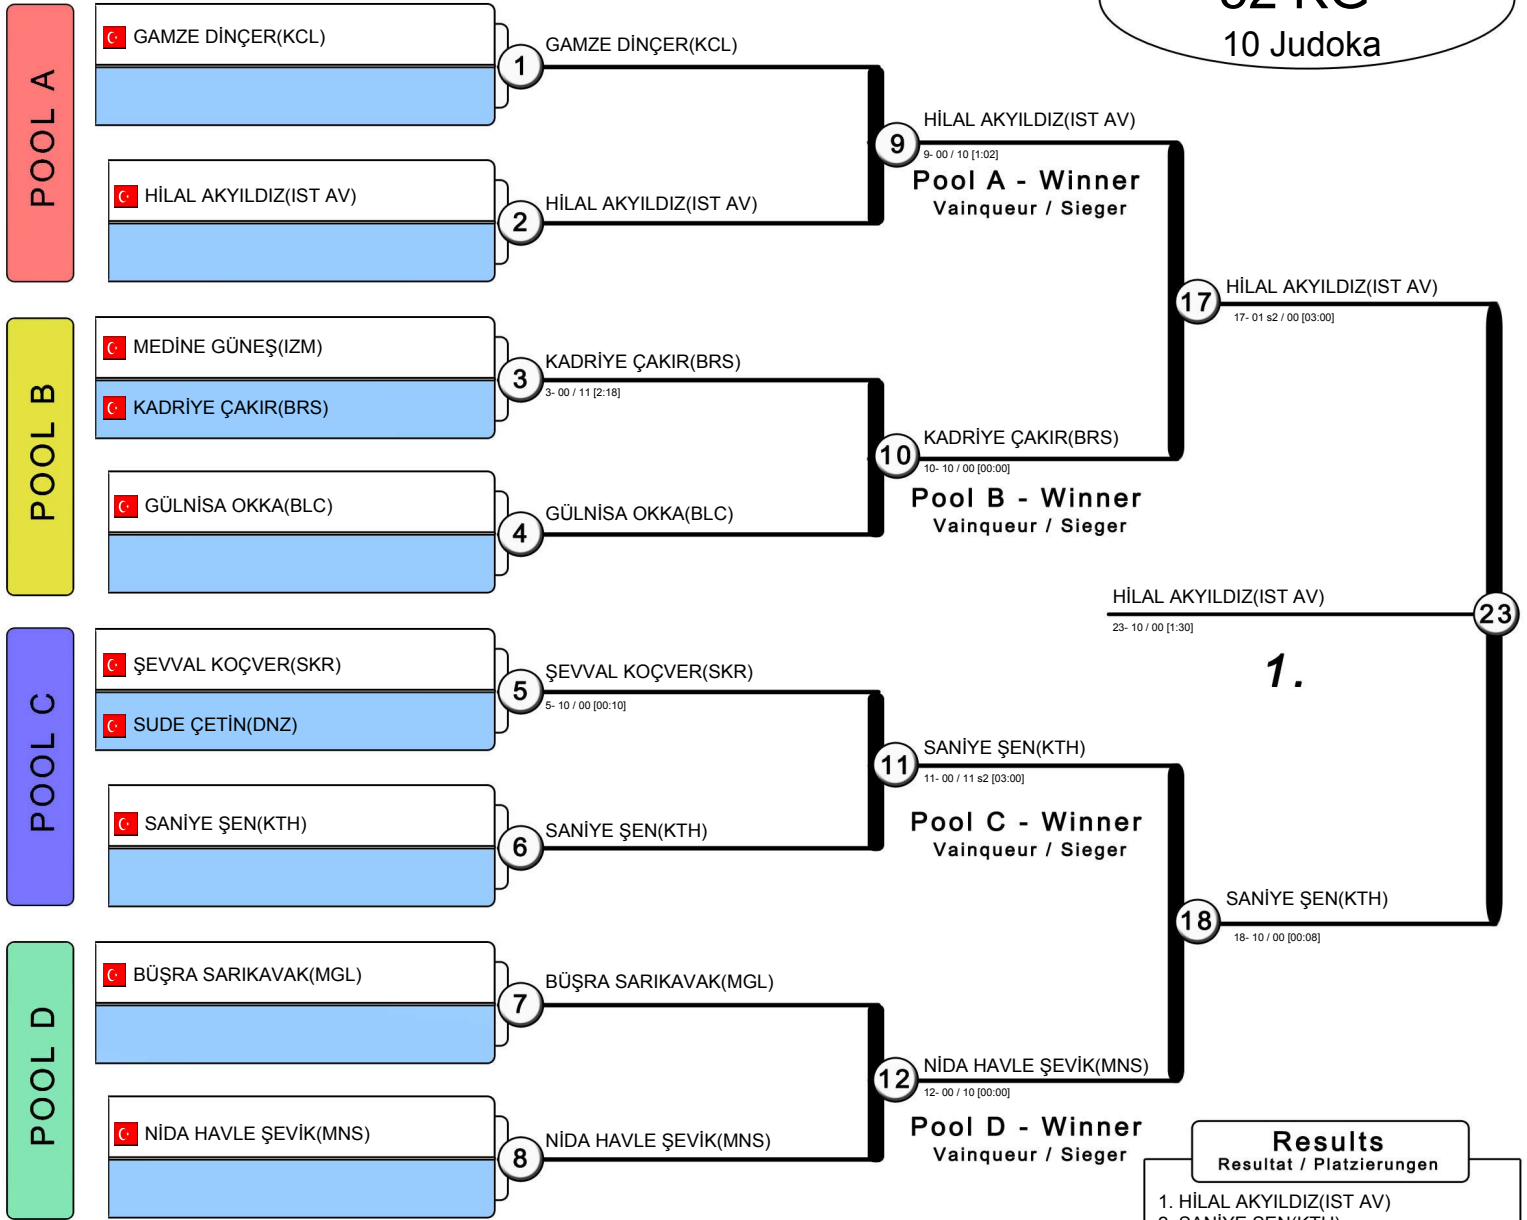 10 Judoka
POOL A
GAMZE DİNÇER(KCL)
1
GAMZE DİNÇER(KCL)
HİLAL AKYILDIZ(IST AV)
2
HİLAL AKYILDIZ(IST AV)
9
HİLAL AKYILDIZ(IST AV)
9- 00 / 10 [1:02]
Pool A - Winner
Vainqueur / Sieger
POOL B
MEDİNE GÜNEŞ(IZM)
KADRİYE ÇAKIR(BRS)
3
KADRİYE ÇAKIR(BRS)
3- 00 / 11 [2:18]
GÜLNİSA OKKA(BLC)
4
GÜLNİSA OKKA(BLC)
10
KADRİYE ÇAKIR(BRS)
10- 10 / 00 [00:00]
Pool B - Winner
Vainqueur / Sieger
17
HİLAL AKYILDIZ(IST AV)
17- 01 s2 / 00 [03:00]
HİLAL AKYILDIZ(IST AV)
23- 10 / 00 [1:30]
23
1.
POOL C
ŞEVVAL KOÇVER(SKR)
SUDE ÇETİN(DNZ)
5
ŞEVVAL KOÇVER(SKR)
5- 10 / 00 [00:10]
SANİYE ŞEN(KTH)
6
SANİYE ŞEN(KTH)
11
SANİYE ŞEN(KTH)
11- 00 / 11 s2 [03:00]
Pool C - Winner
Vainqueur / Sieger
18
SANİYE ŞEN(KTH)
18- 10 / 00 [00:08]
POOL D
BÜŞRA SARIKAVAK(MGL)
7
BÜŞRA SARIKAVAK(MGL)
NİDA HAVLE ŞEVİK(MNS)
8
NİDA HAVLE ŞEVİK(MNS)
12
NİDA HAVLE ŞEVİK(MNS)
12- 00 / 10 [00:00]
Pool D - Winner
Vainqueur / Sieger
Results
Resultat / Platzierungen
1. HİLAL AKYILDIZ(IST AV)